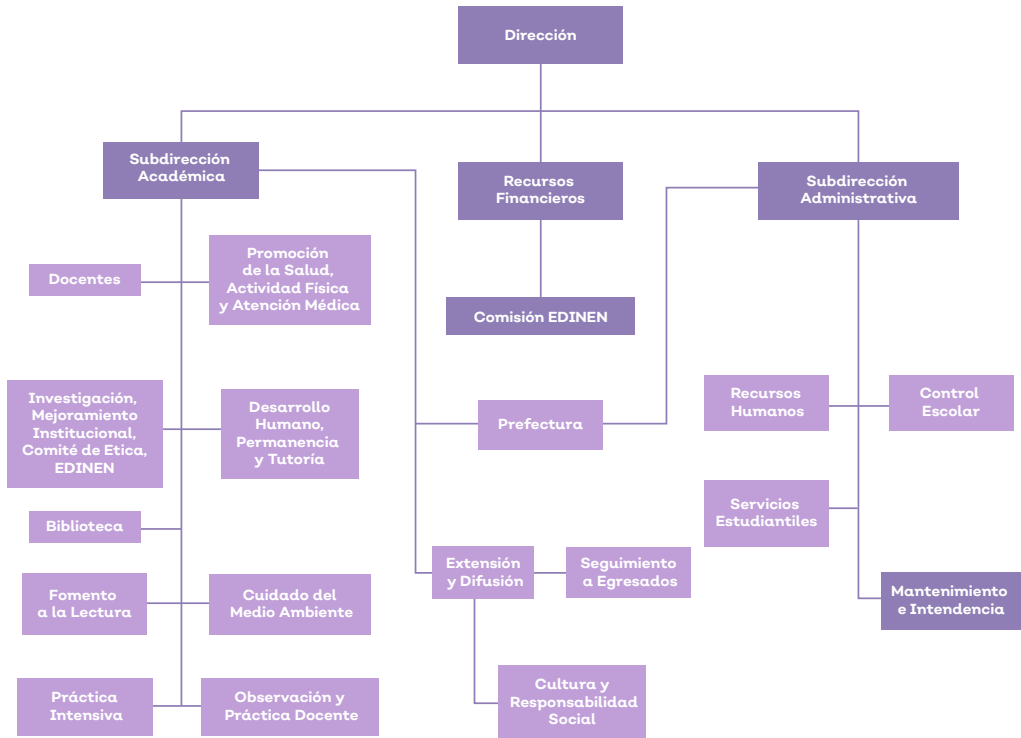 Dirección
Subdirección
Académica
Recursos
Financieros
Subdirección
Administrativa
Docentes
Promoción
de la Salud,
Actividad Física
y Atención Médica
Comisión EDINEN
Investigación,
Mejoramiento
Institucional,
Comité de Etica,
EDINEN
Desarrollo
Humano,
Permanencia
y Tutoría
Prefectura
Recursos
Humanos
Control
Escolar
Biblioteca
Servicios
Estudiantiles
Fomento
a la Lectura
Cuidado del
Medio Ambiente
Extensión
y Difusión
Seguimiento
a Egresados
Mantenimiento
e Intendencia
Práctica
Intensiva
Observación y
Práctica Docente
Cultura y
Responsabilidad
Social